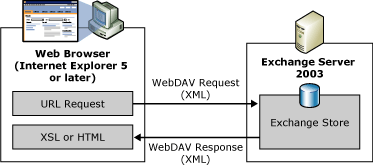 Web Browser
(Internet Explorer 5
or later)
URL Request
XSL or HTML
WebDAV Request
(XML)
WebDAV Response
(XML)
Exchange Server
2003
Exchange Store